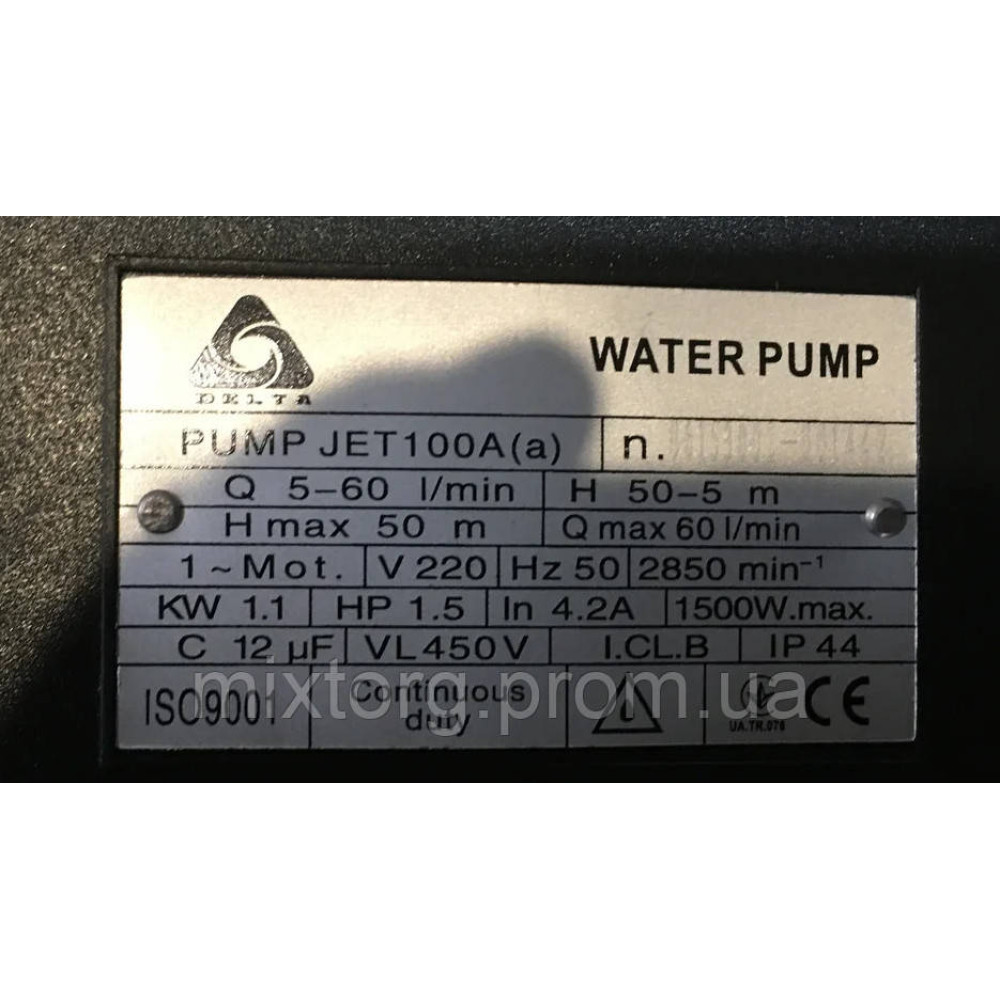 DELTA
WATER PUMP
PUMP JET100A(a) n.
Q 5-60 l/min H 50-5 m
H max 50 m Q max 60 l/min
1~Mot. V 220 Hz 50 2850 min⁻¹
KW 1.1 HP 1.5 In 4.2A 1500W.max.
C 12 µF VL450V I.CL.B IP 44
ISO9001 Continuous duty CE
UA.TR.076
mixtorg.prom.ua